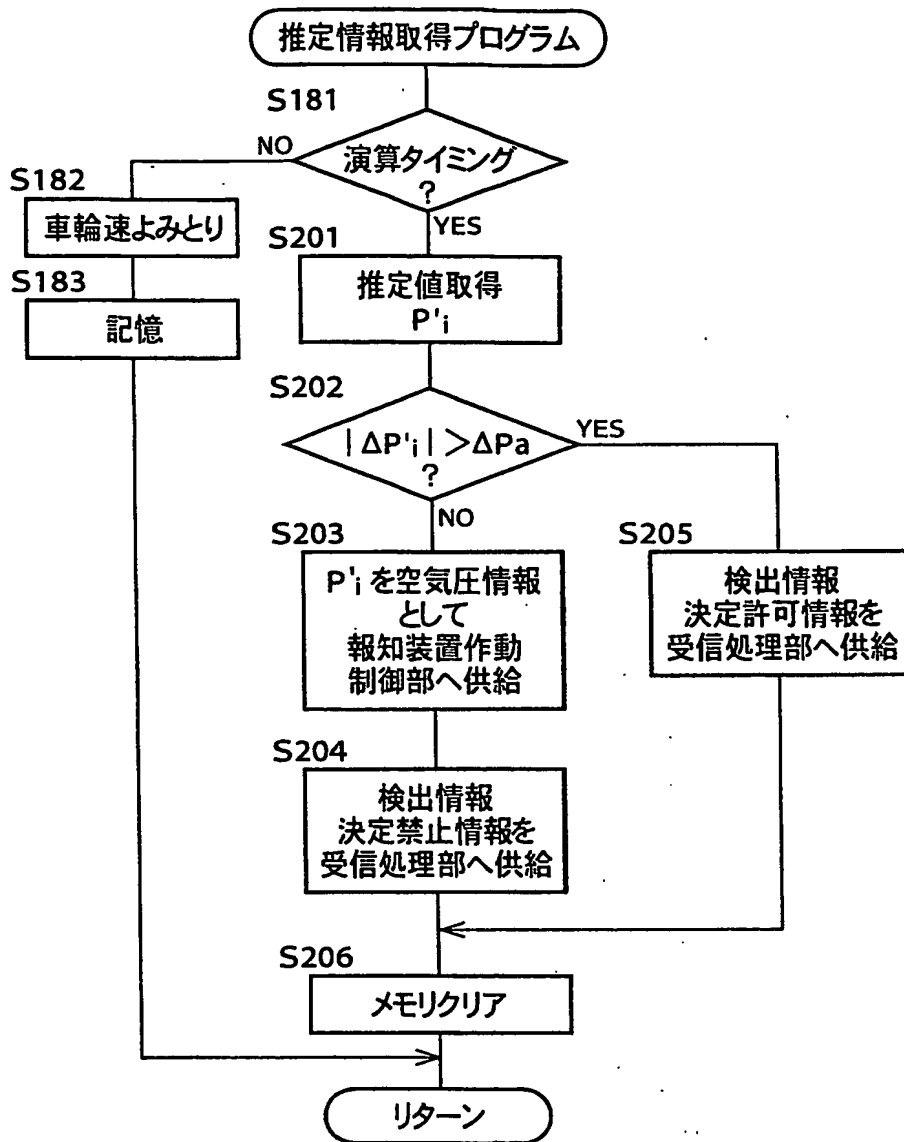 推定情報取得プログラム
S181
演算タイミング
?
NO
YES
S182
車輪速よみとり
S183
記憶
S201
推定値取得
P'i
S202
|ΔP'i|>ΔPa
?
YES
NO
S203
P'iを空気圧情報
として
報知装置作動
制御部へ供給
S205
検出情報
決定許可情報を
受信処理部へ供給
S204
検出情報
決定禁止情報を
受信処理部へ供給
S206
メモリクリア
リターン